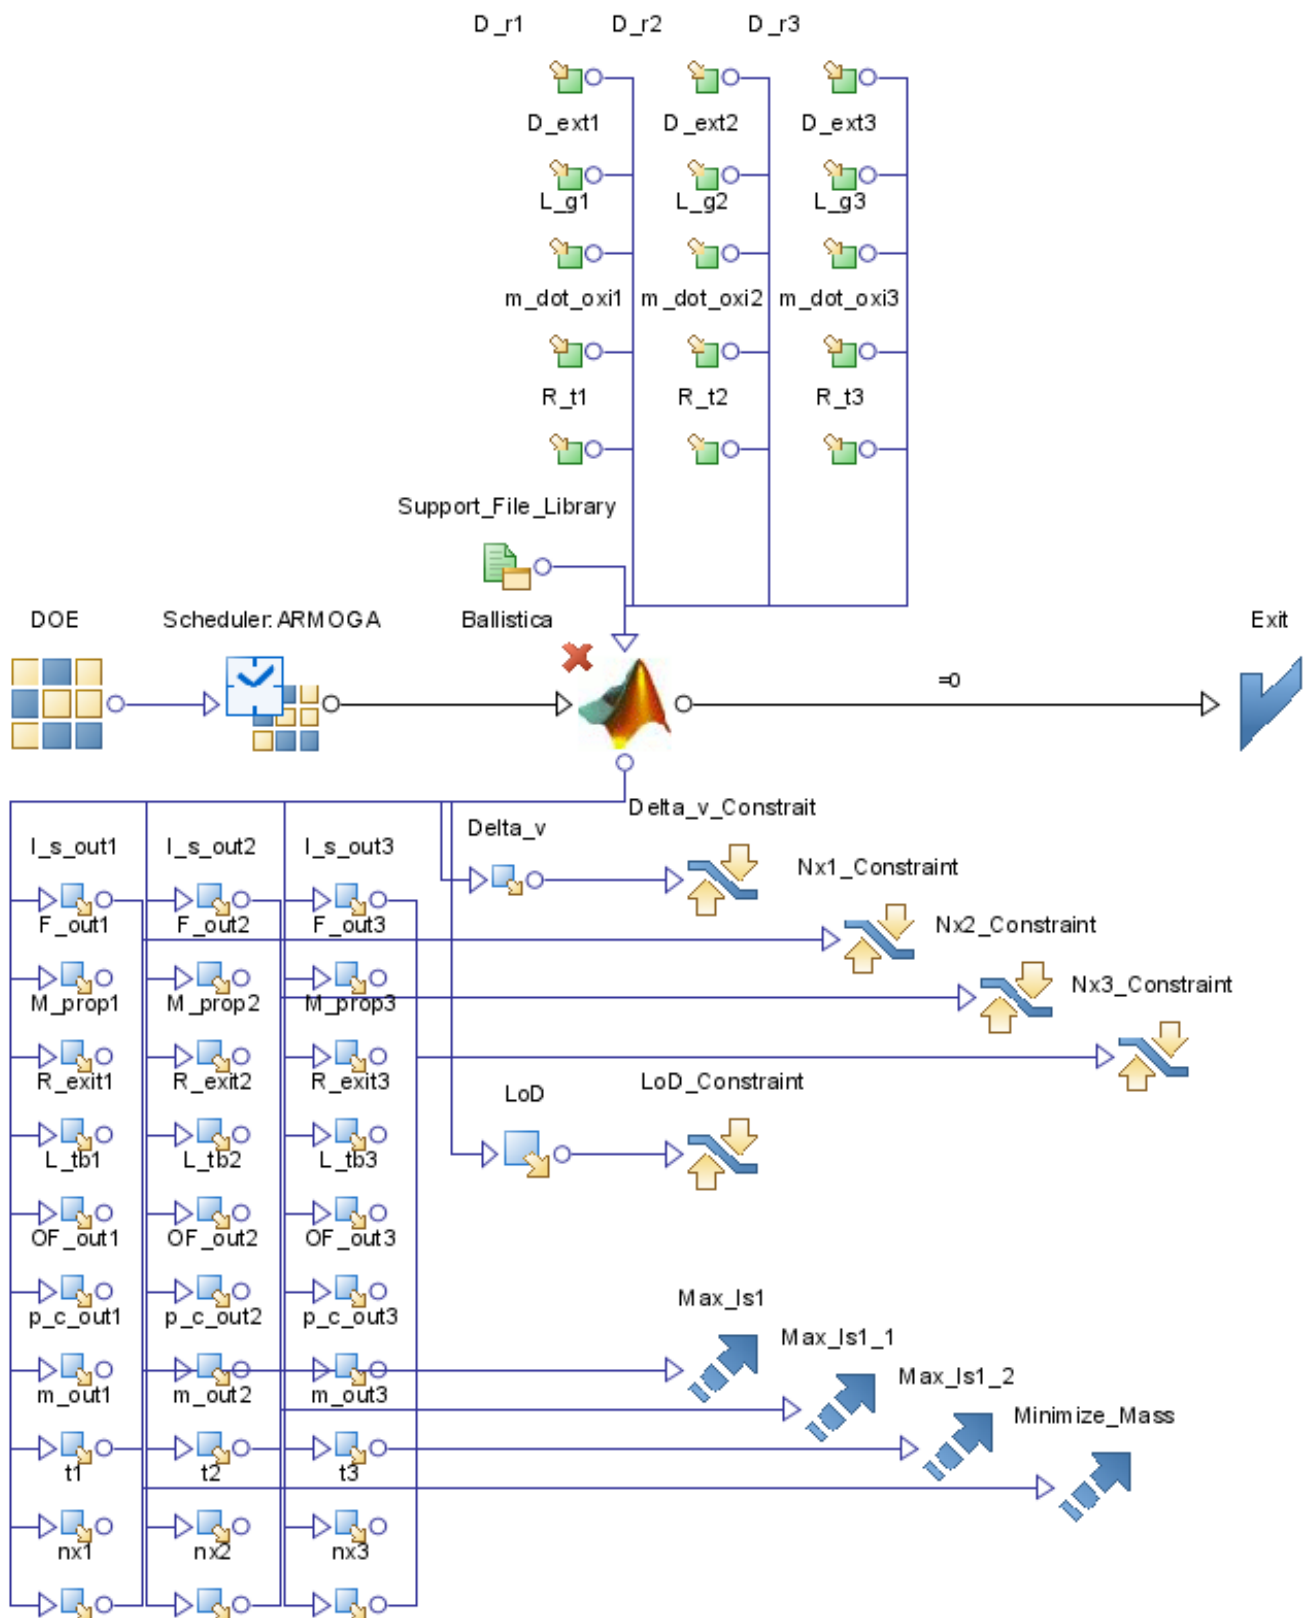 D_r1 D_r2 D_r3
D_ext1 D_ext2 D_ext3
L_g1 L_g2 L_g3
m_dot_oxi1 m_dot_oxi2 m_dot_oxi3
R_t1 R_t2 R_t3
Support_File_Library
DOE Scheduler: ARMOGA Ballistica Exit
=0
Delta_v_Constrait
Delta_v
I_s_out1 I_s_out2 I_s_out3
Nx1_Constraint
F_out1 F_out2 F_out3 Nx2_Constraint
Nx3_Constraint
M_prop1 M_prop2 M_prop3
R_exit1 R_exit2 R_exit3 LoD_Constraint
LoD
L_tb1 L_tb2 L_tb3
OF_out1 OF_out2 OF_out3
Max_Is1
p_c_out1 p_c_out2 p_c_out3
Max_Is1_1
Max_Is1_2
m_out1 m_out2 m_out3
Minimize_Mass
t1 t2 t3
nx1 nx2 nx3